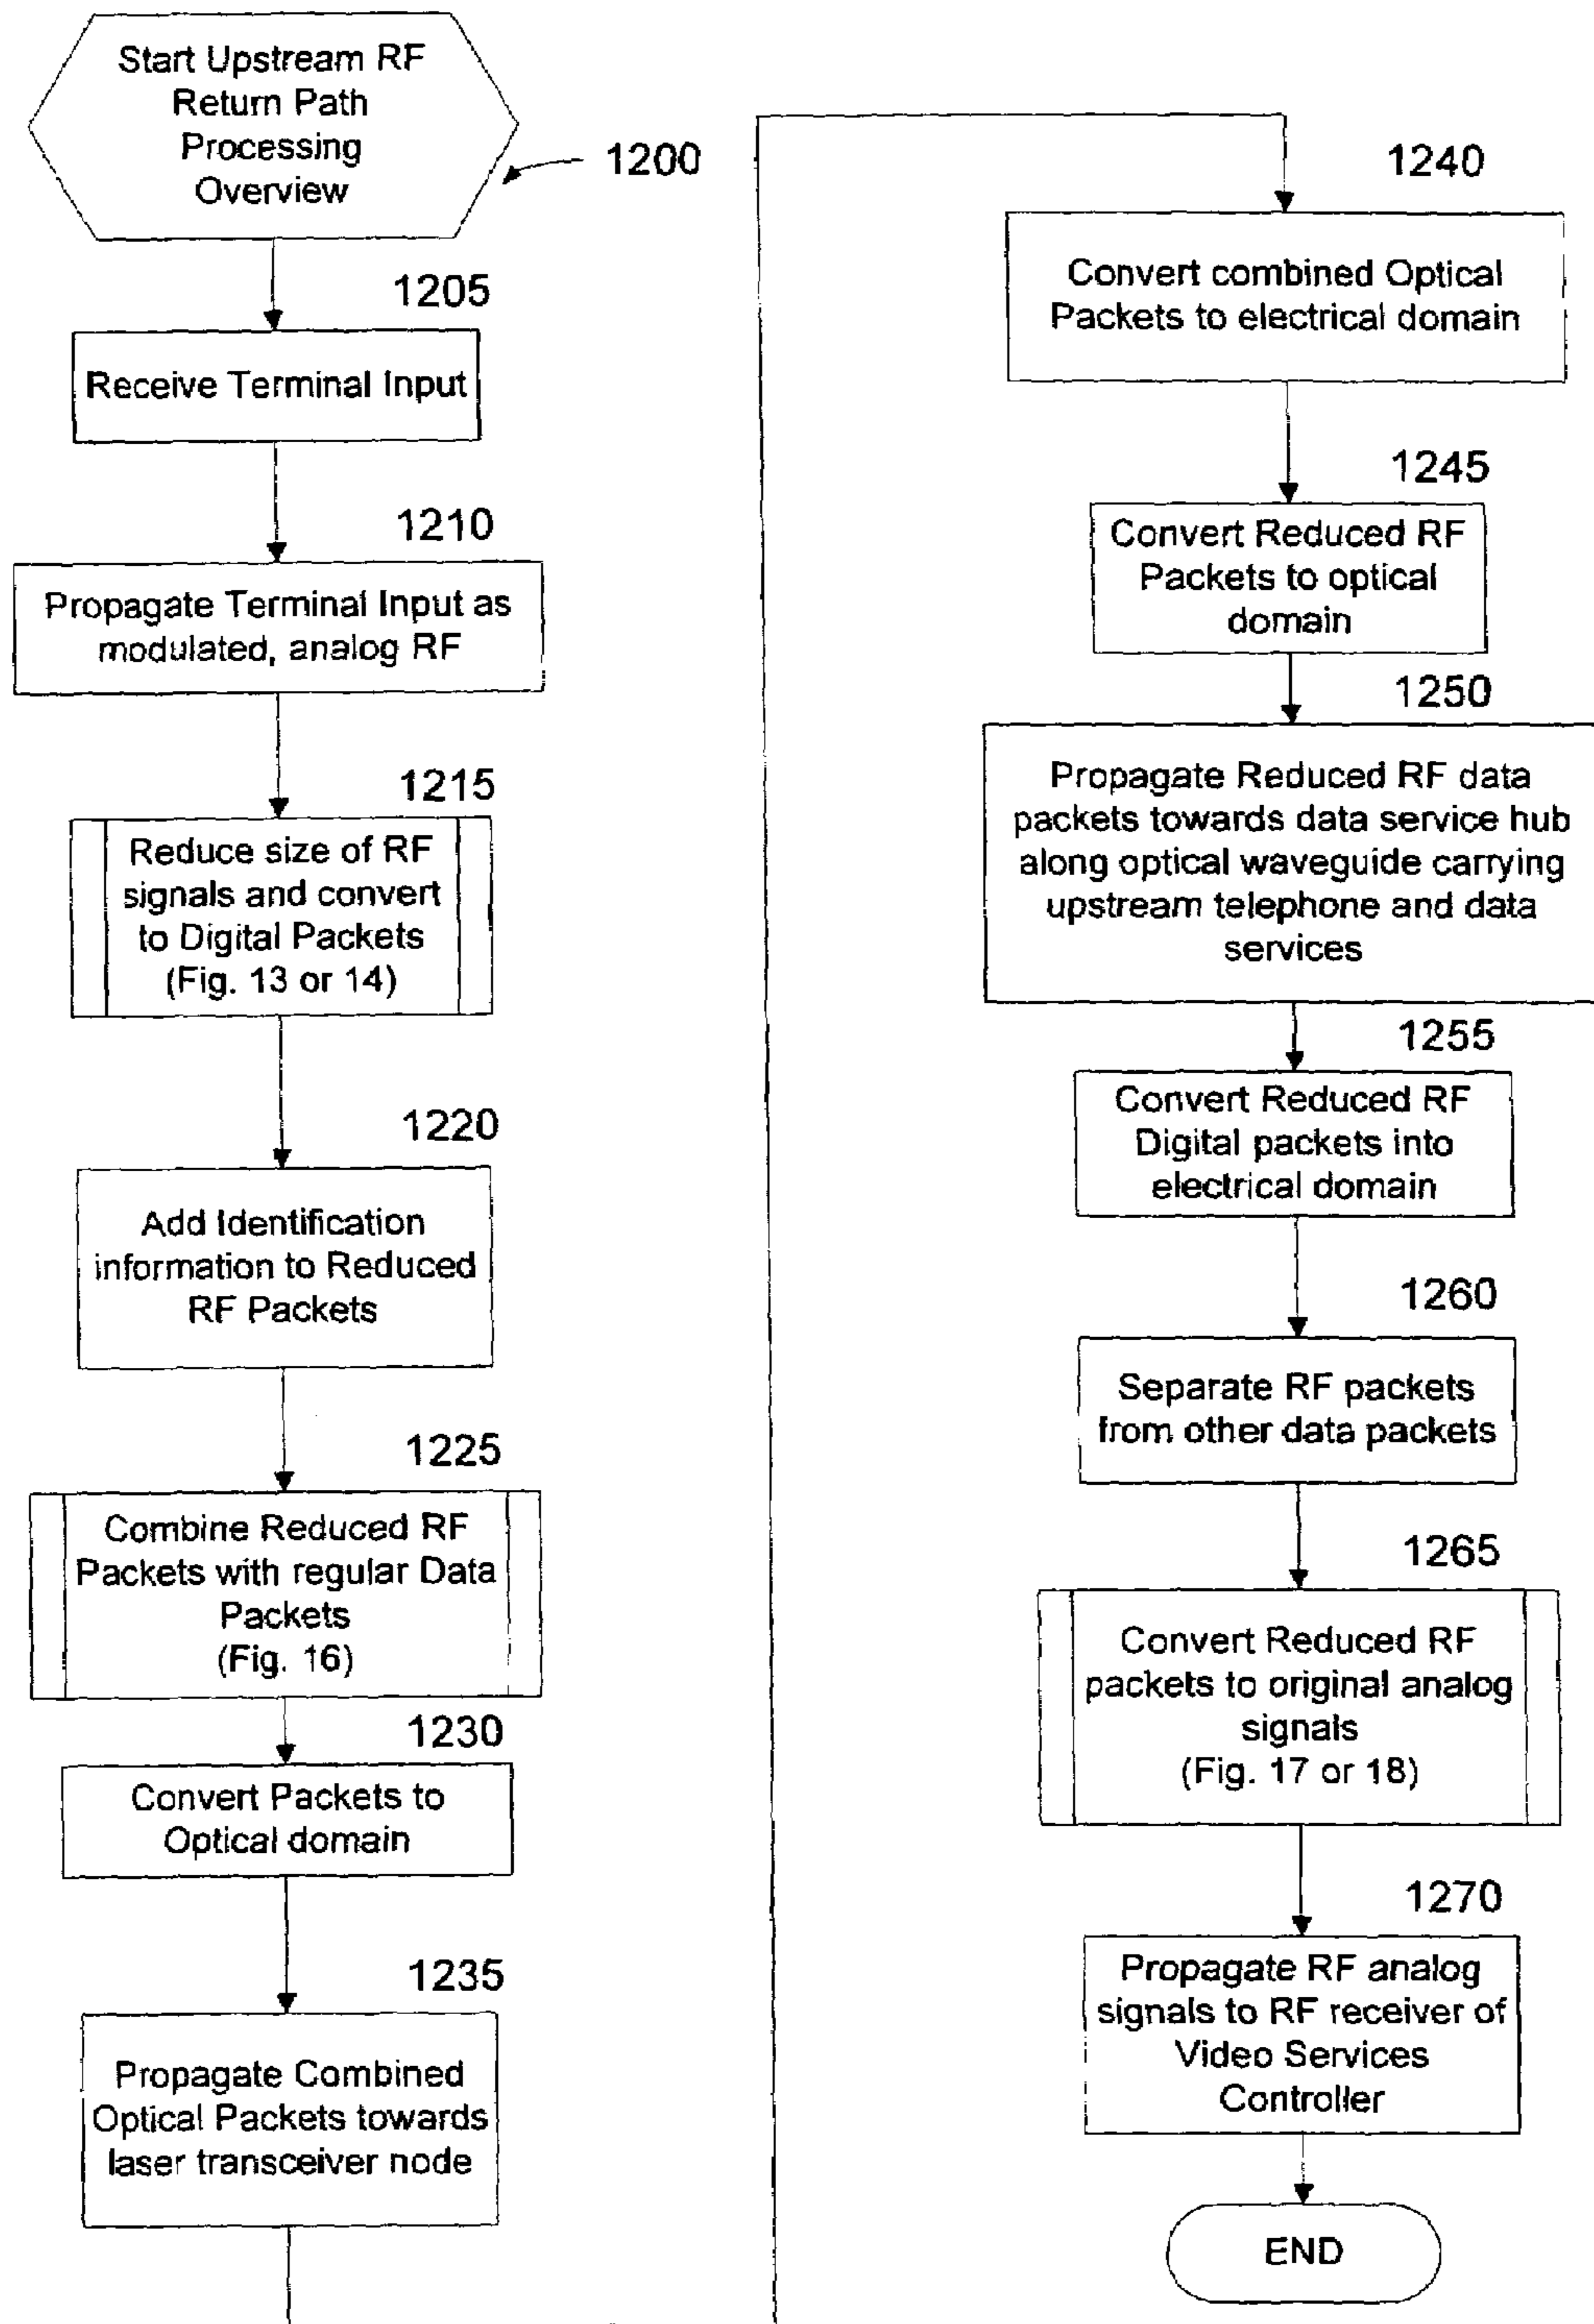 Start Upstream RF
Return Path
Processing
Overview
1200
1205
Receive Terminal Input
1210
Propagate Terminal Input as
modulated, analog RF
1215
Reduce size of RF
signals and convert
to Digital Packets
(Fig. 13 or 14)
1220
Add Identification
information to Reduced
RF Packets
1225
Combine Reduced RF
Packets with regular Data
Packets
(Fig. 16)
1230
Convert Packets to
Optical domain
1235
Propagate Combined
Optical Packets towards
laser transceiver node
1240
Convert combined Optical
Packets to electrical domain
1245
Convert Reduced RF
Packets to optical
domain
1250
Propagate Reduced RF data
packets towards data service hub
along optical waveguide carrying
upstream telephone and data
services
1255
Convert Reduced RF
Digital packets into
electrical domain
1260
Separate RF packets
from other data packets
1265
Convert Reduced RF
packets to original analog
signals
(Fig. 17 or 18)
1270
Propagate RF analog
signals to RF receiver of
Video Services
Controller
END